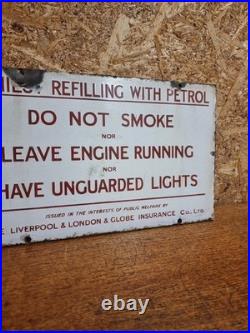 REFILLING WITH PETROL
DO NOT SMOKE
NOR
LEAVE ENGINE RUNNING
NOR
HAVE UNGUARDED LIGHTS
ISSUED IN THE INTERESTS OF PUBLIC WELFARE BY
LIVERPOOL & LONDON & GLOBE INSURANCE Co., Ltd.